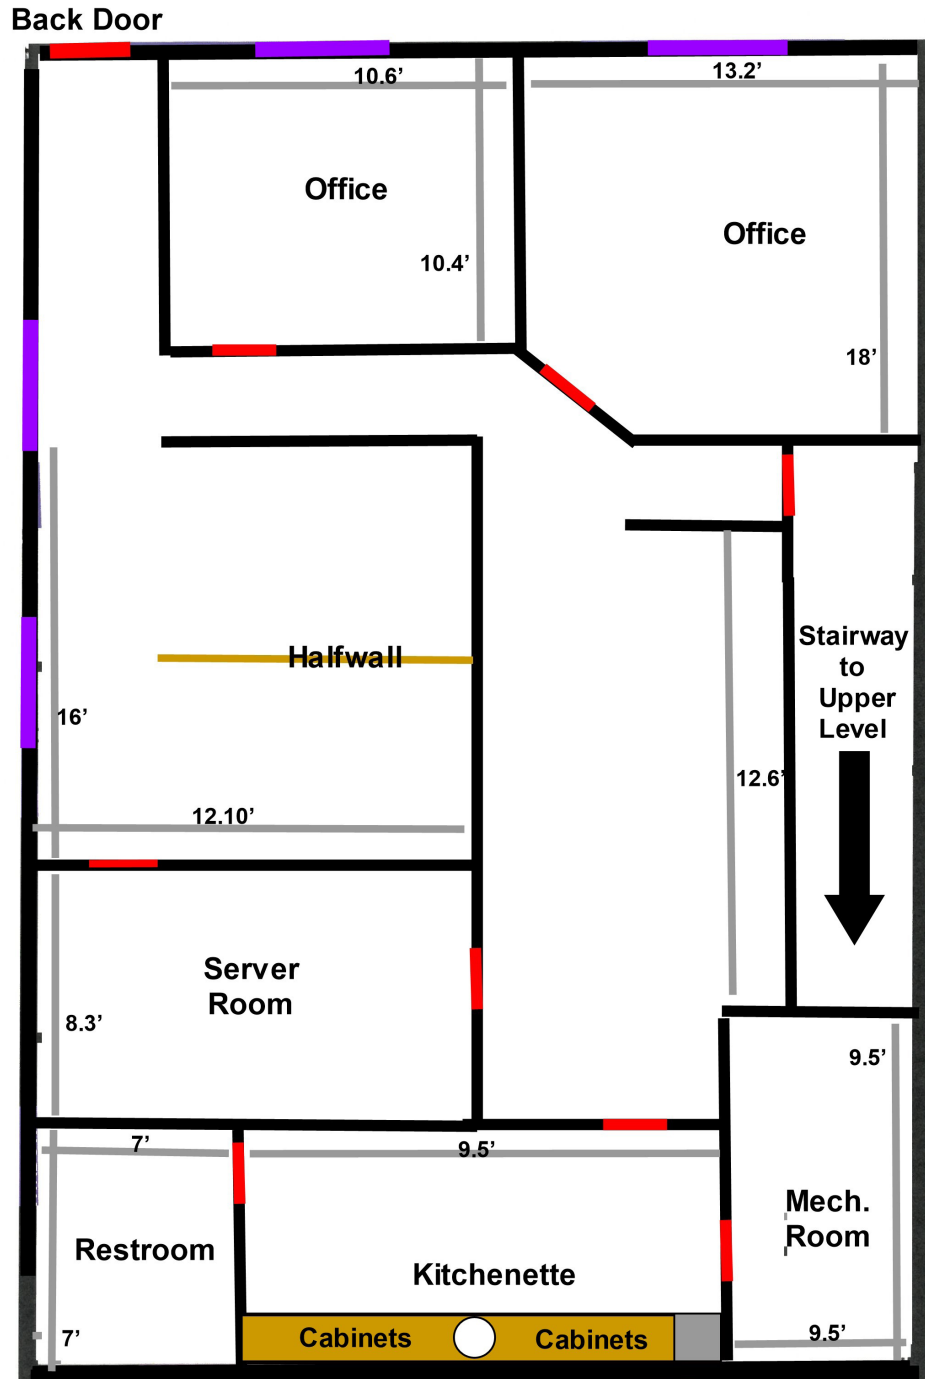 Back Door
10.6’
13.2’
Office
Office
10.4’
18’
Stairway
to
Upper
Level
Halfwall
16’
12.6’
12.10’
Server
Room
8.3’
9.5’
7’
9.5’
Mech.
Room
Restroom
Kitchenette
7’
Cabinets
Cabinets
9.5’